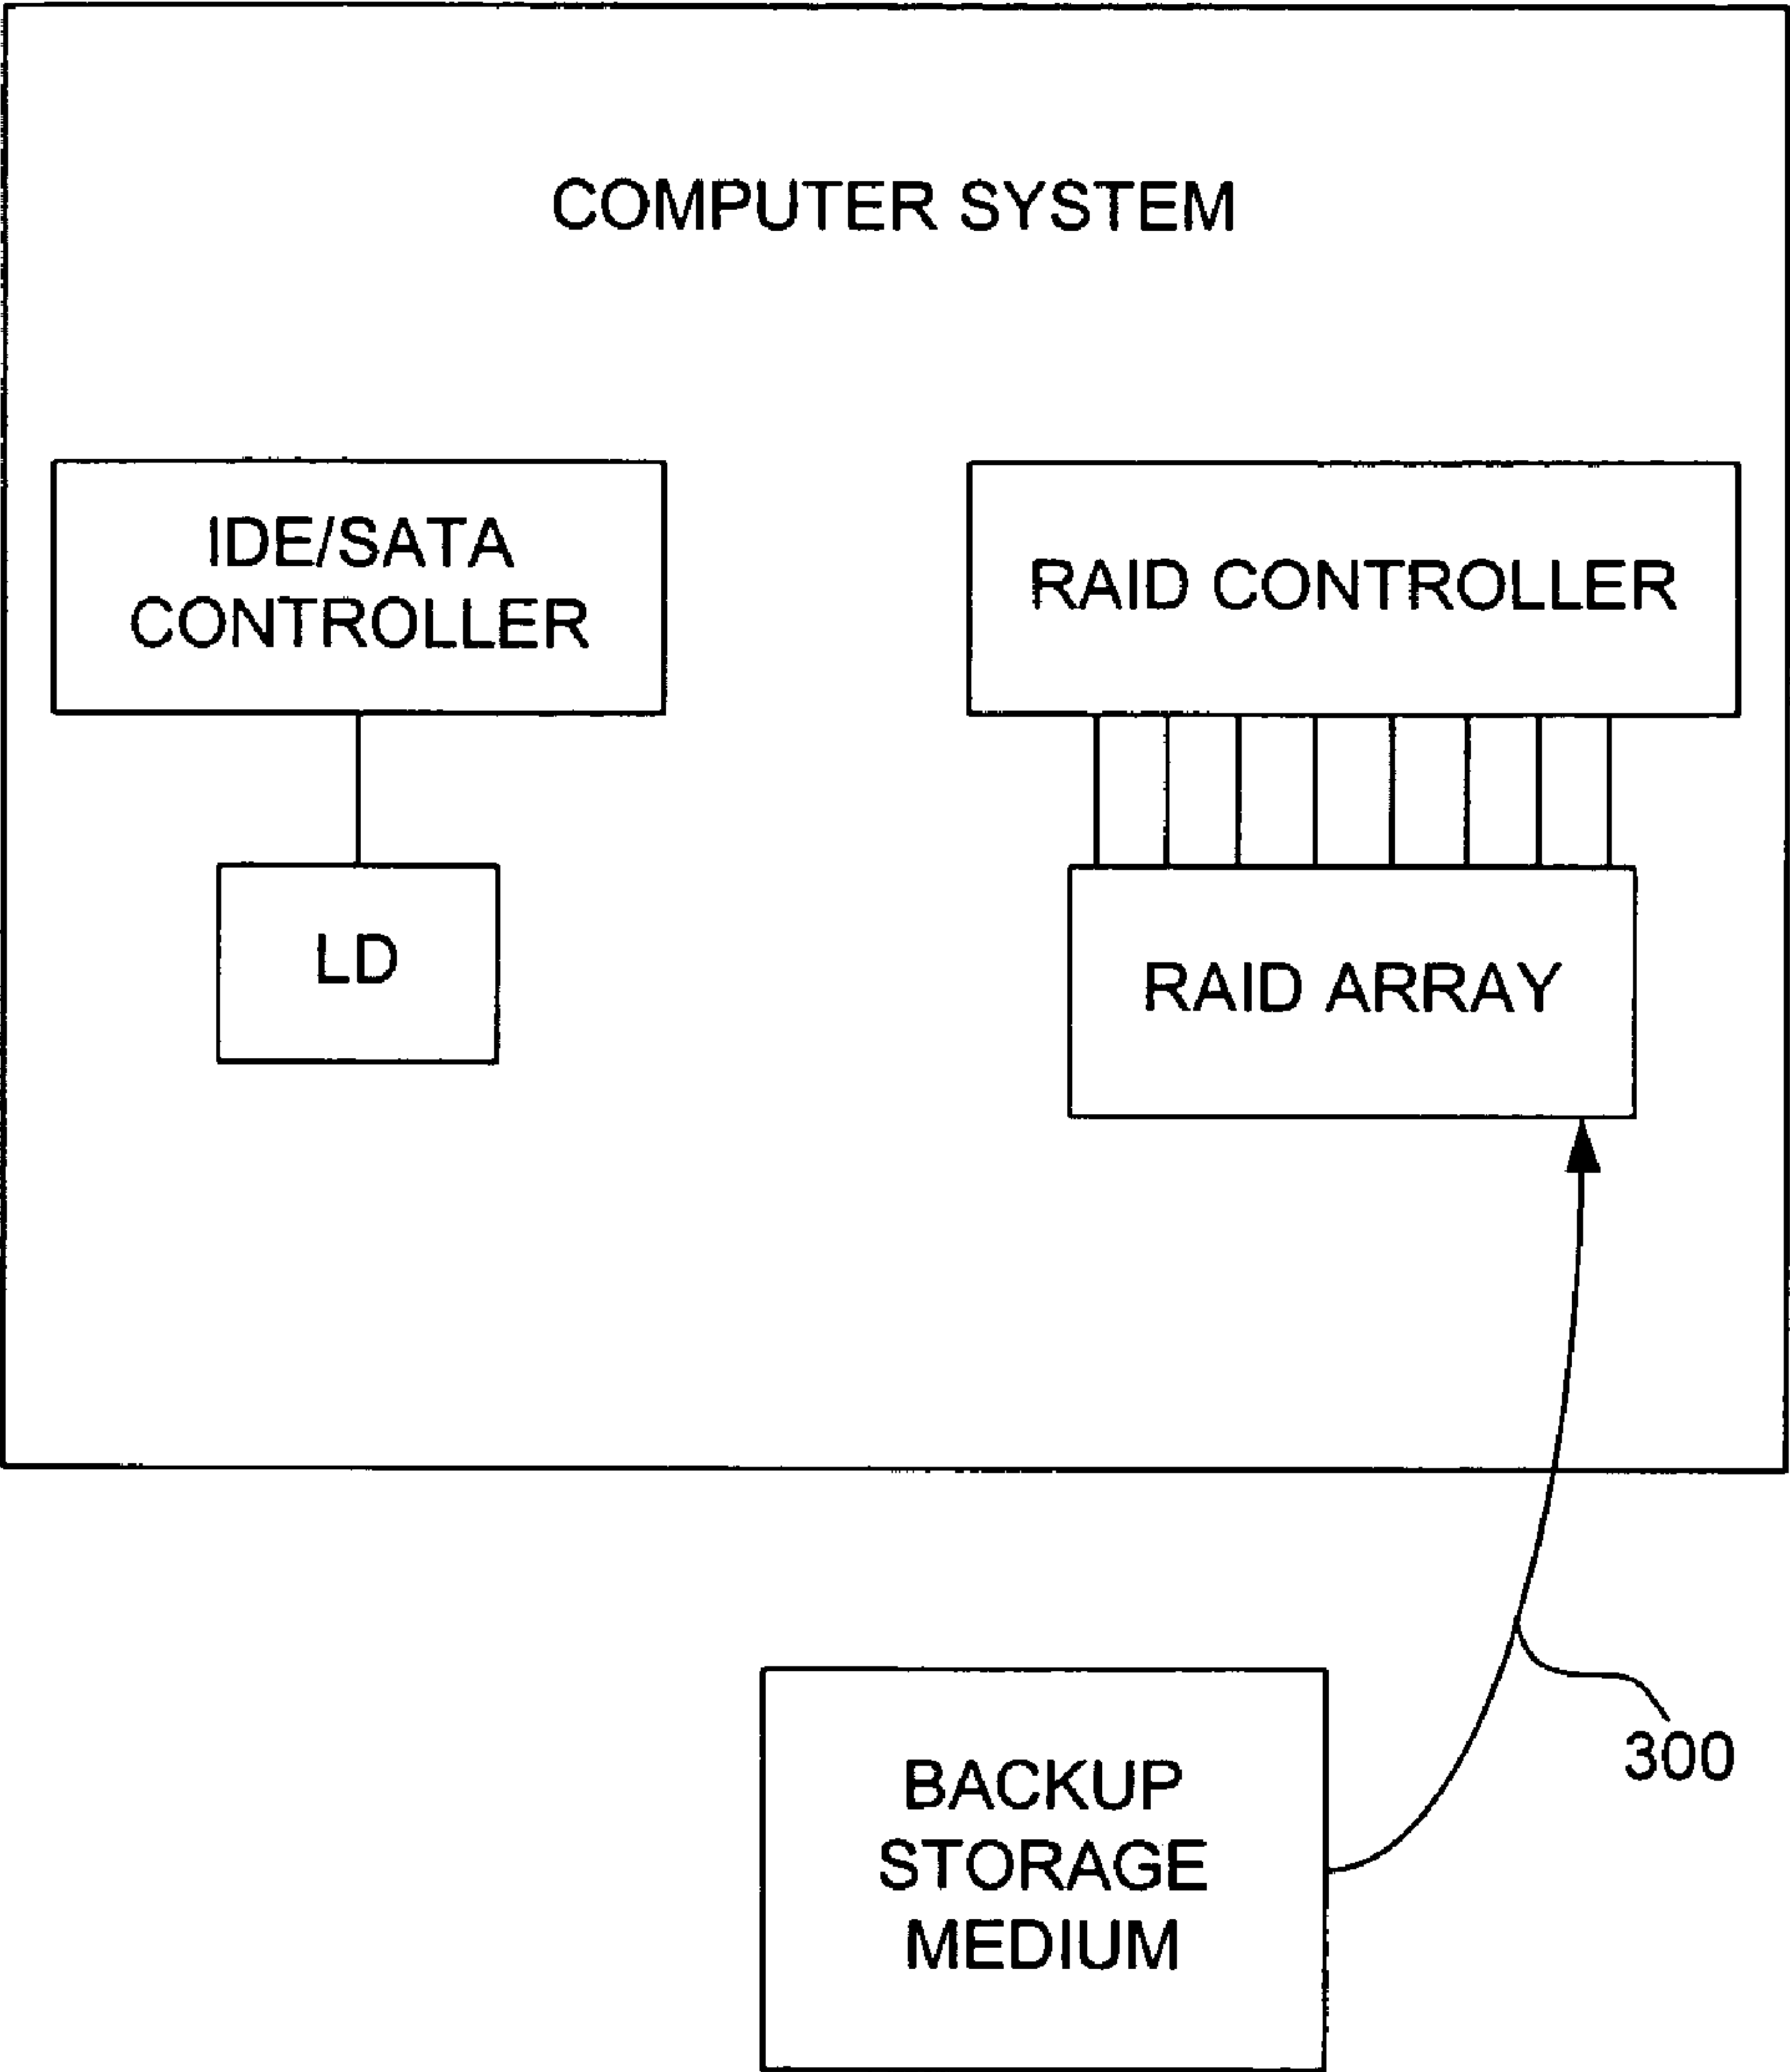 COMPUTER SYSTEM
IDE/SATA
CONTROLLER
RAID CONTROLLER
LD
RAID ARRAY
300
BACKUP
STORAGE
MEDIUM